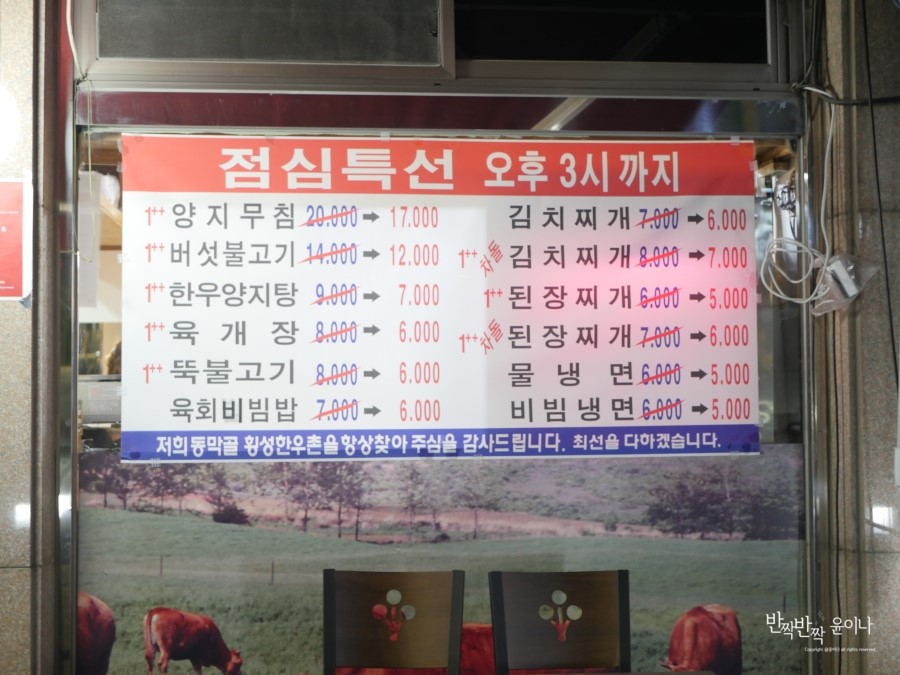 점심특선 오후 3시 까지
1++ 양지무침 20.000 ➡ 17.000
1++ 버섯불고기 14.000 ➡ 12.000
1++ 한우양지탕 9.000 ➡ 7.000
1++ 육개장 8.000 ➡ 6.000
1++ 뚝불고기 8.000 ➡ 6.000
육회비빔밥 7.000 ➡ 6.000
김치찌개 7.000 ➡ 6.000
1++ 차돌 김치찌개 8.000 ➡ 7.000
1++ 된장찌개 6.000 ➡ 5.000
1++ 차돌 된장찌개 7.000 ➡ 6.000
물냉면 6.000 ➡ 5.000
비빔냉면 6.000 ➡ 5.000
저희 동막골 횡성한우촌을 항상찾아 주심을 감사드립니다. 최선을 다하겠습니다.
반짝반짝 윤이나